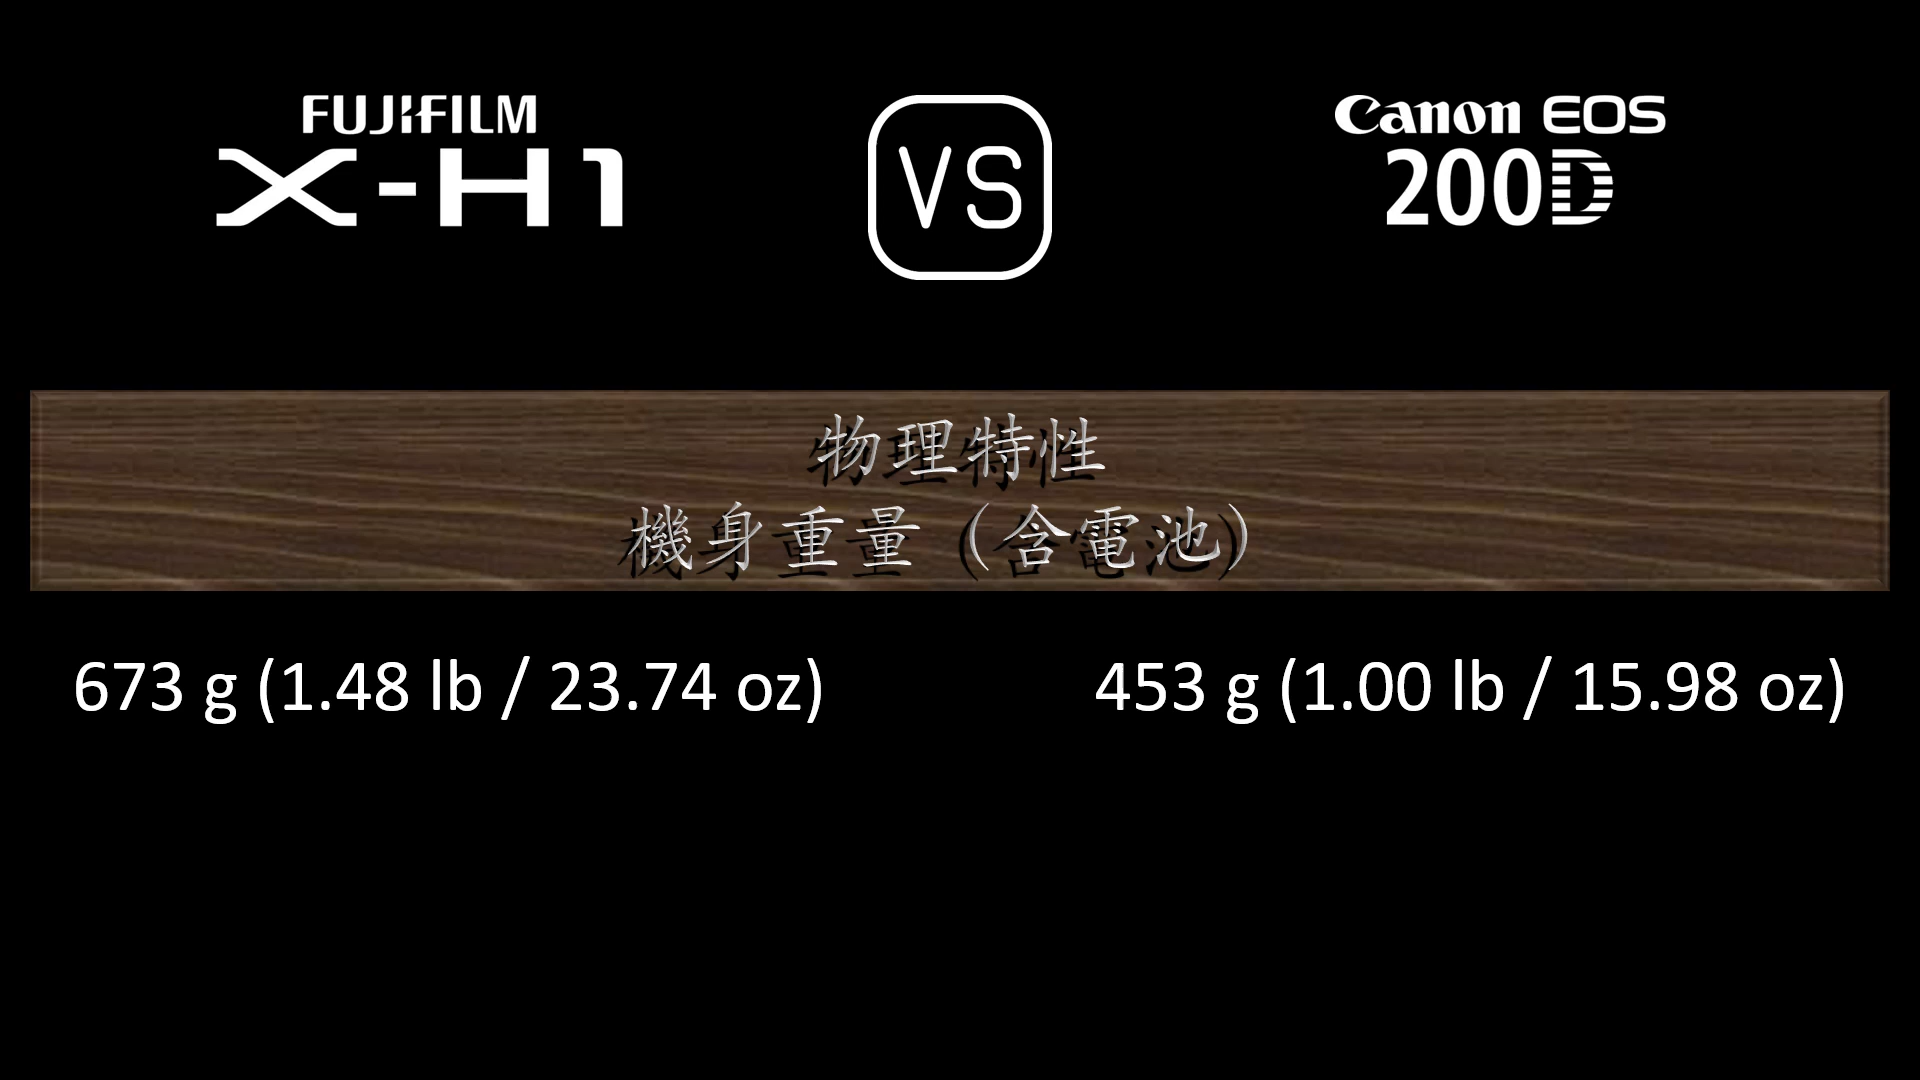 FUJIFILM
X-H1
VS
Canon EOS
200D
物理特性
機身重量（含電池）
673 g (1.48 lb / 23.74 oz)
453 g (1.00 lb / 15.98 oz)